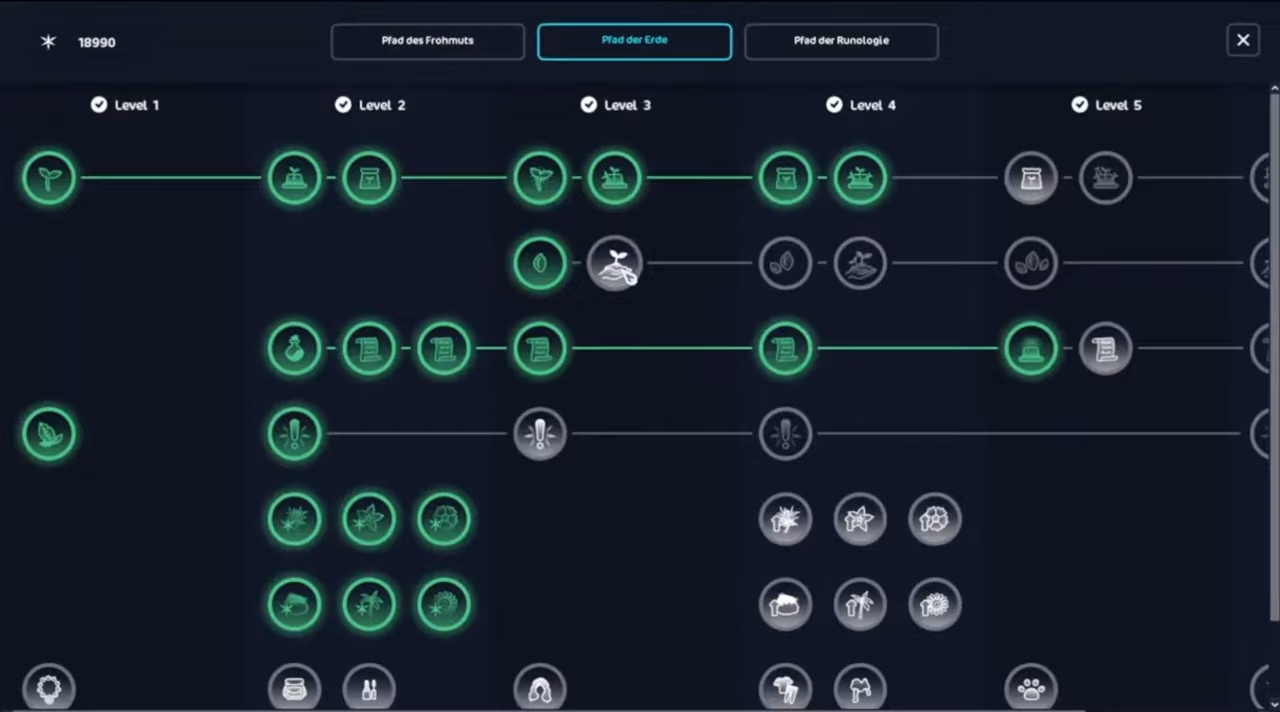 18990
Pfad des Frohmuts
Pfad der Erde
Pfad der Runologie
Level 1
Level 2
Level 3
Level 4
Level 5